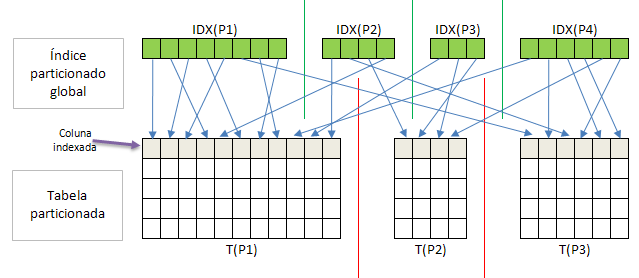 IDX(P1)
IDX(P2)
IDX(P3)
IDX(P4)
Índice
particionado
global
Coluna
indexada
Tabela
particionada
T(P1)
T(P2)
T(P3)